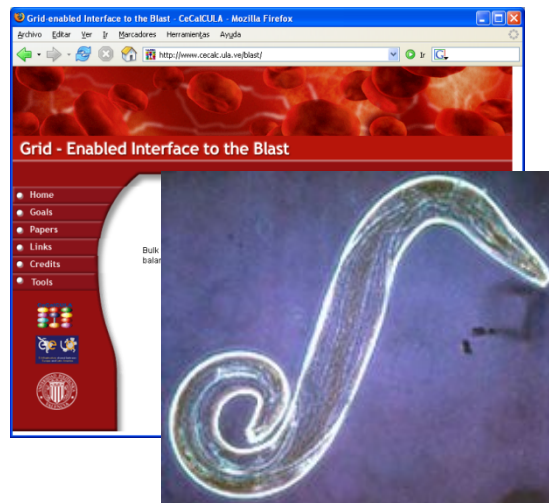 Grid-enabled Interface to the Blast - CeCalCULA - Mozilla Firefox
Archivo Editar Ver Ir Marcadores Herramientas Ayuda
http://www.cecalc.ula.ve/blast/ Ir
Grid - Enabled Interface to the Blast
Home
Goals
Papers
Links
Credits
Tools
Bulk